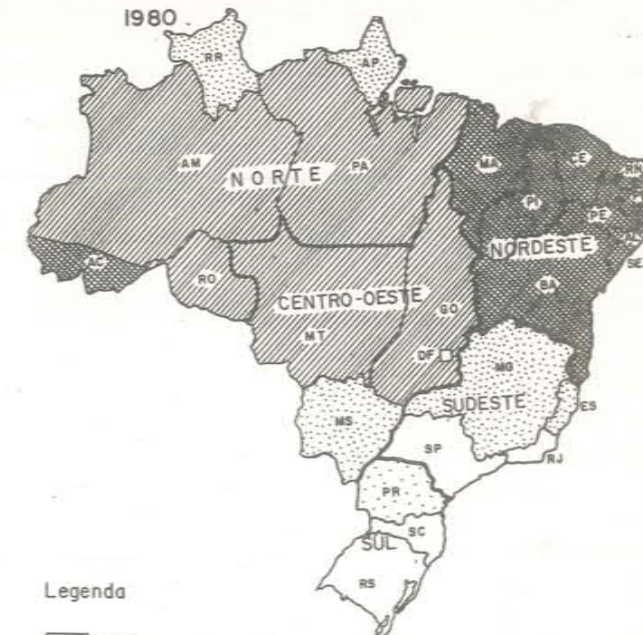 1980
RR
AP
AM
NORTE
PA
MA
CE
RN
PI
PE
AC
RO
NORDESTE
SE
BA
CENTRO-OESTE
GO
MT
DF
MG
SUDESTE
ES
MS
SP
RJ
PR
SC
SUL
RS
Legenda